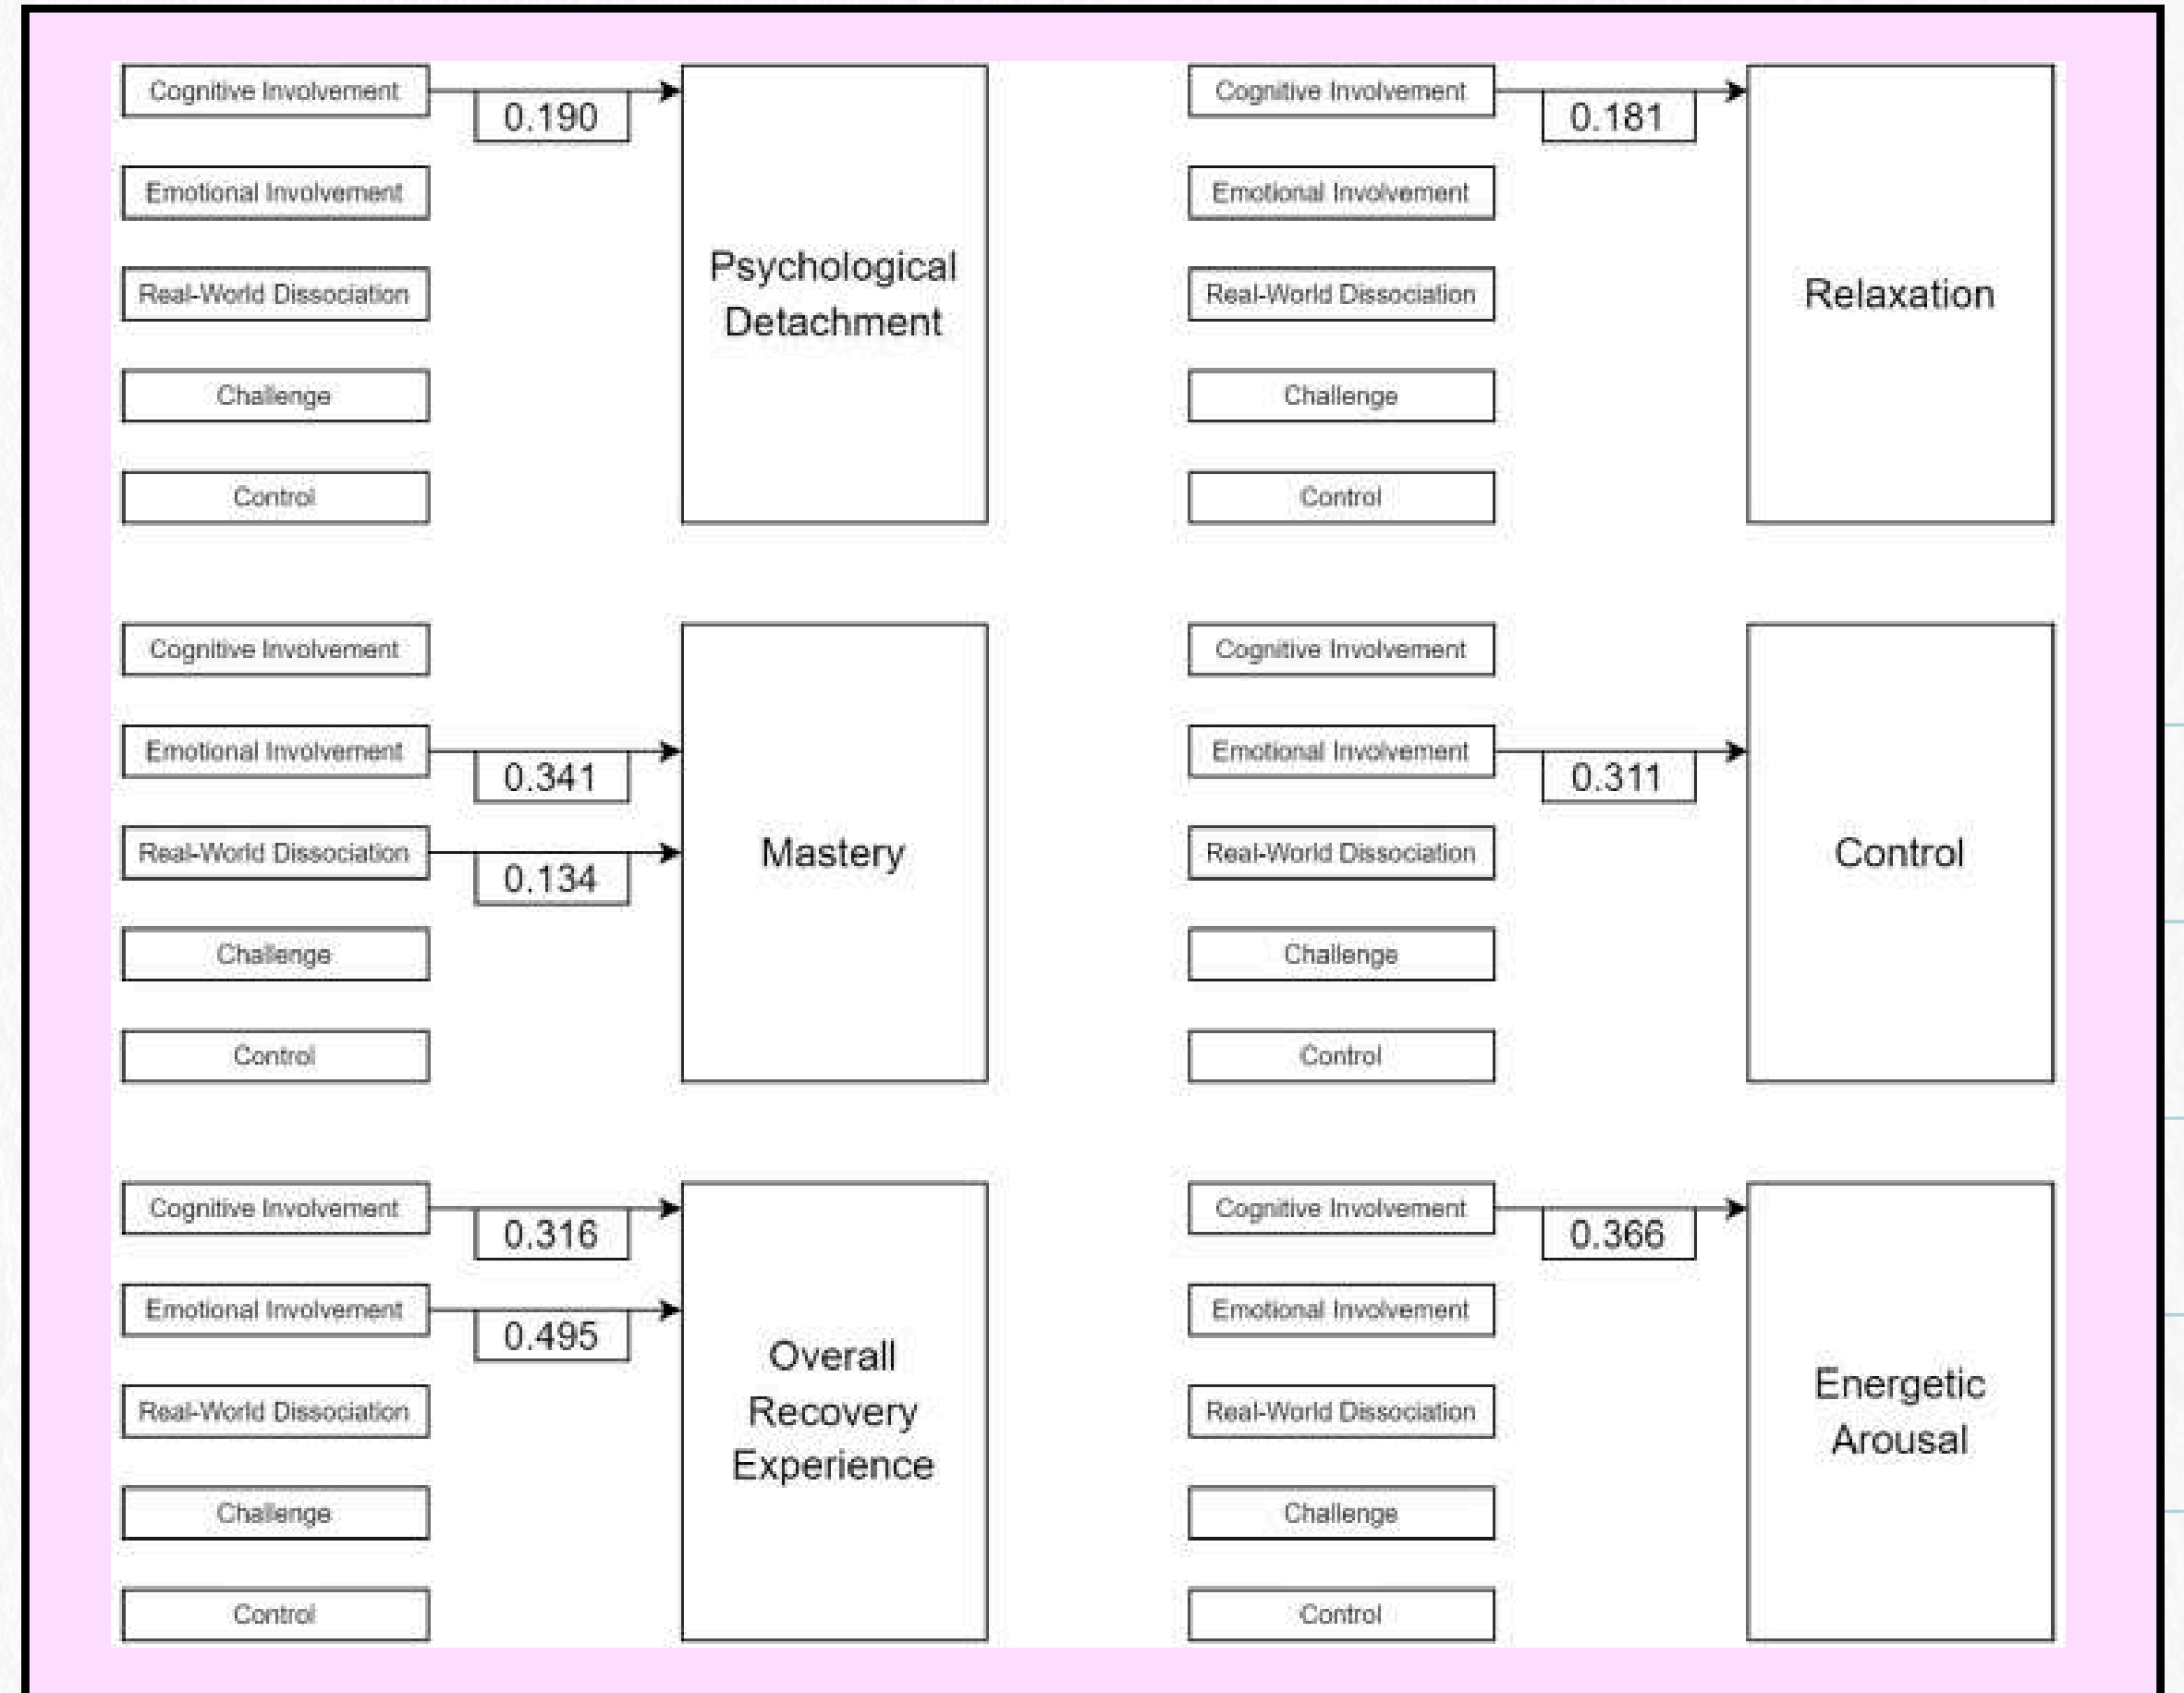 Cognitive Involvement
0.190
Emotional Involvement
Real-World Dissociation
Challenge
Control
Psychological
Detachment
Cognitive Involvement
0.181
Emotional Involvement
Real-World Dissociation
Challenge
Control
Relaxation
Cognitive Involvement
Emotional Involvement
0.341
Real-World Dissociation
0.134
Challenge
Control
Mastery
Cognitive Involvement
Emotional Involvement
0.311
Real-World Dissociation
Challenge
Control
Control
Cognitive Involvement
0.316
Emotional Involvement
0.495
Real-World Dissociation
Challenge
Control
Overall
Recovery
Experience
Cognitive Involvement
0.366
Emotional Involvement
Real-World Dissociation
Challenge
Control
Energetic
Arousal